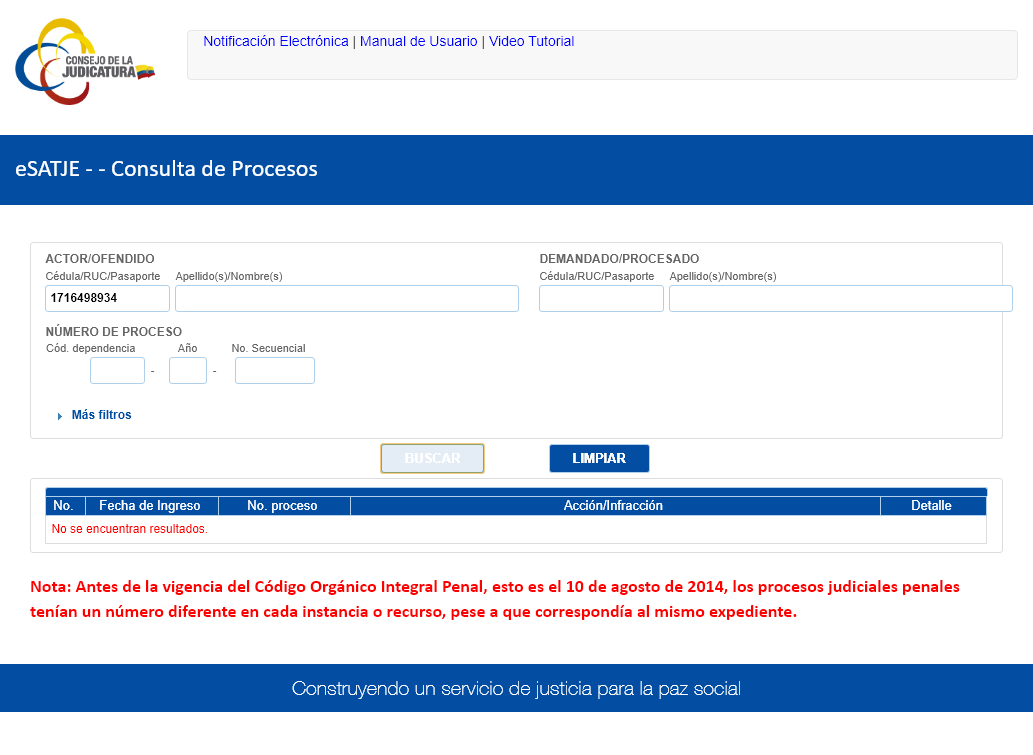 CONSEJO DE LA
JUDICATURA
Notificación Electrónica | Manual de Usuario | Video Tutorial
eSATJE - - Consulta de Procesos
ACTOR/OFENDIDO
Cédula/RUC/Pasaporte Apellido(s)/Nombre(s)
1716498934
DEMANDADO/PROCESADO
Cédula/RUC/Pasaporte Apellido(s)/Nombre(s)
NÚMERO DE PROCESO
Cód. dependencia Año No. Secuencial
- -
Más filtros
BUSCAR LIMPIAR
No. Fecha de Ingreso No. proceso Acción/Infracción Detalle
No se encuentran resultados.
Nota: Antes de la vigencia del Código Orgánico Integral Penal, esto es el 10 de agosto de 2014, los procesos judiciales penales
tenían un número diferente en cada instancia o recurso, pese a que correspondía al mismo expediente.
Construyendo un servicio de justicia para la paz social